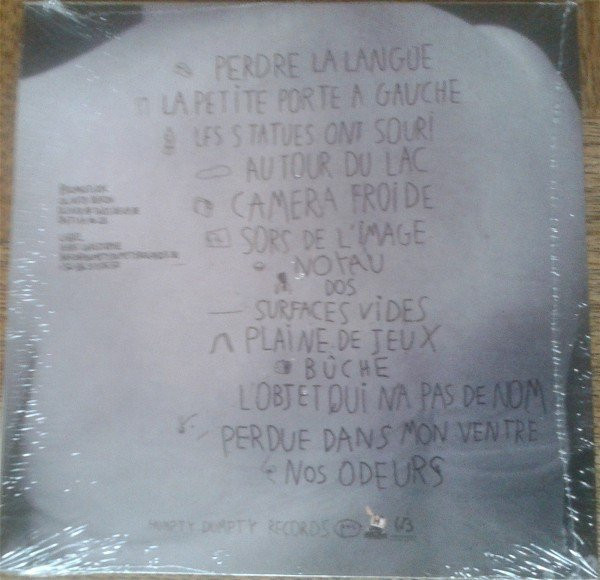 PERDRE LA LANGUE
LA PETITE PORTE A GAUCHE
LES STATUES ONT SOURI
AUTOUR DU LAC
CAMERA FROIDE
SORS DE L'IMAGE
NOYAU
DOS
SURFACES VIDES
PLAINE DE JEUX
BÛCHE
L'OBJET QUI NA PAS DE NOM
PERDUE DANS MON VENTRE
NOS ODEURS
HUMPTY DUMPTY RECORDS